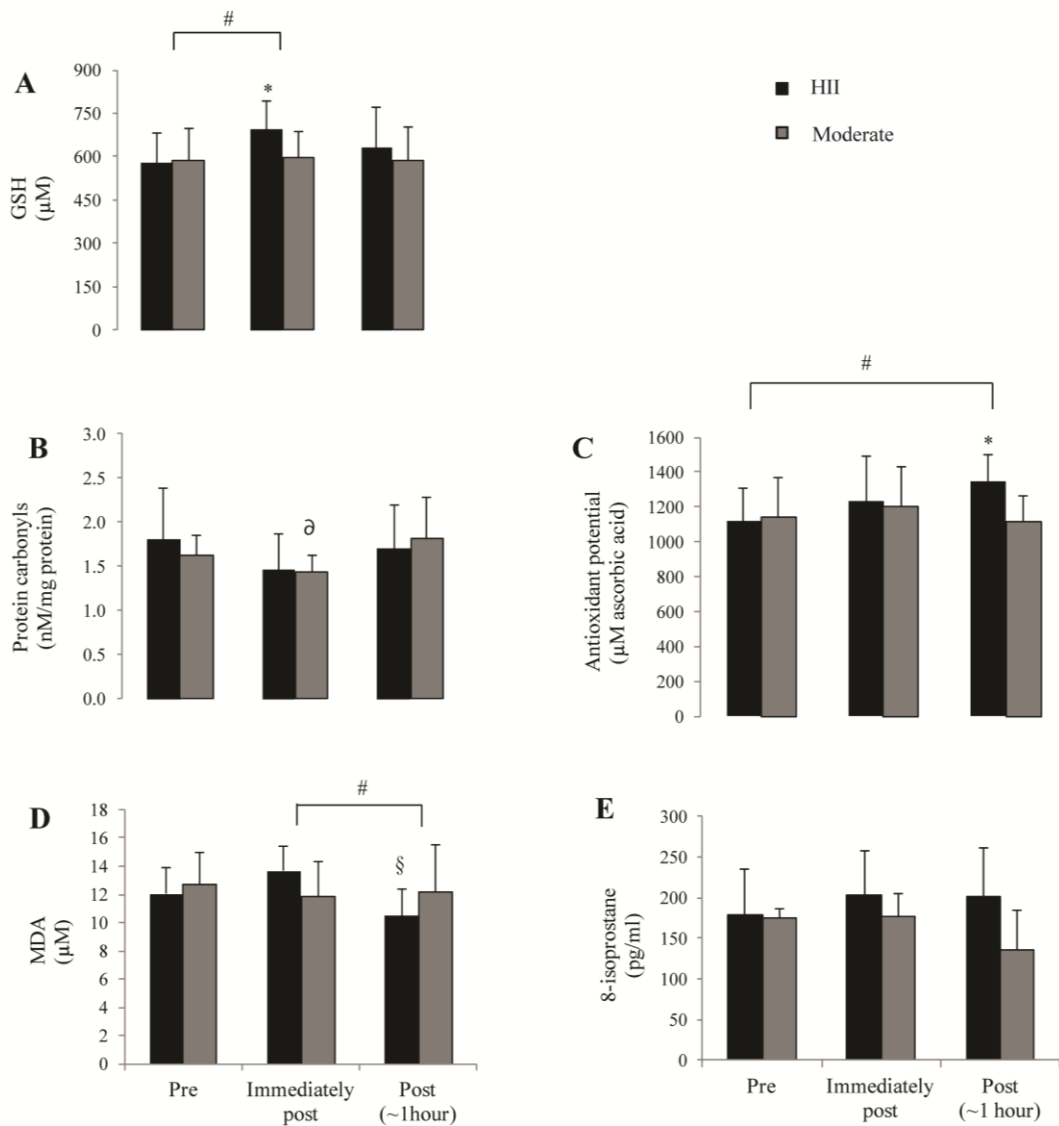 #
A
900
750
600
450
300
150
0
GSH
(µM)
*
HII
Moderate
B
3.0
2.5
2.0
1.5
1.0
0.5
0.0
Protein carbonyls
(nM/mg protein)
∂
#
C
1600
1400
1200
1000
800
600
400
200
0
Antioxidant potential
(µM ascorbic acid)
*
#
D
18
16
14
12
10
8
6
4
2
0
MDA
(µM)
§
Pre
Immediately
post
Post
(~1hour)
E
300
250
200
150
100
50
0
8-isoprostane
(pg/ml)
Pre
Immediately
post
Post
(~1 hour)